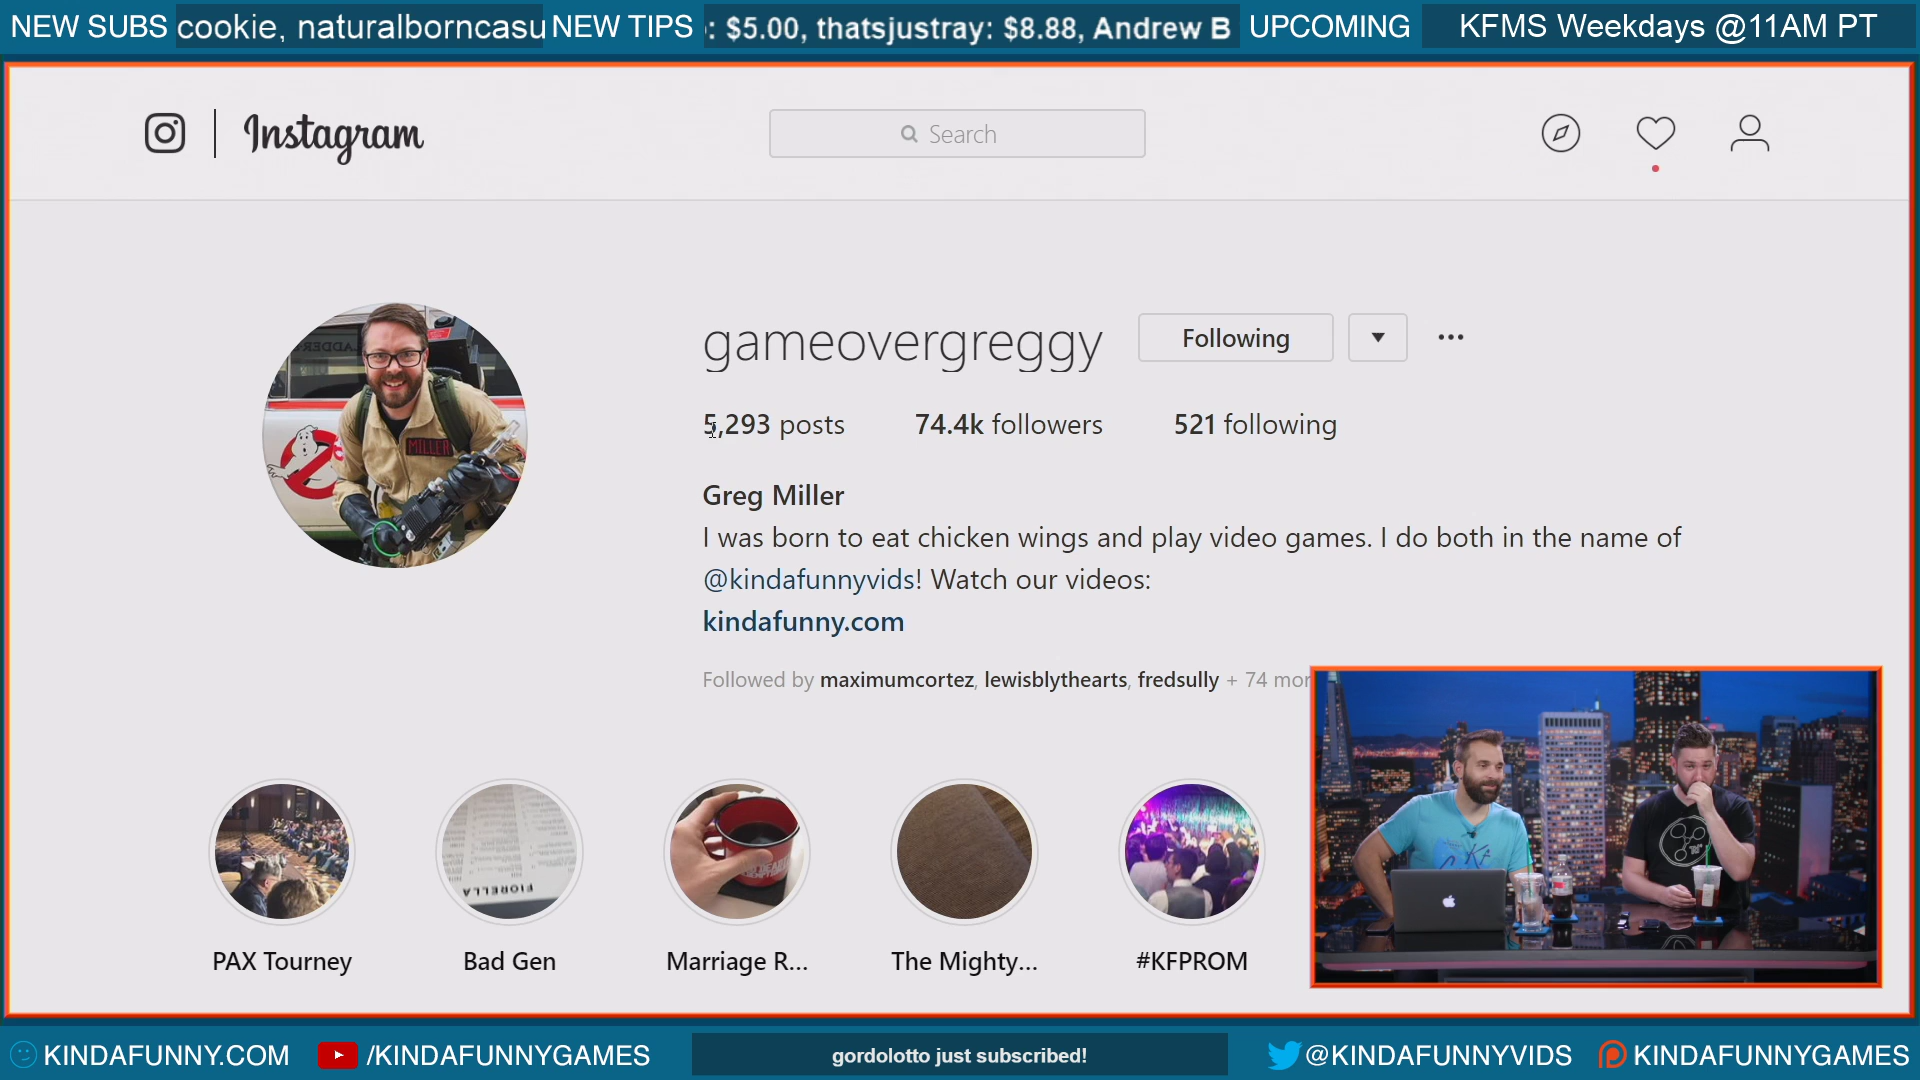 NEW SUBS cookie, naturalborncasu NEW TIPS : $5.00, thatsjustray: $8.88, Andrew B UPCOMING KFMS Weekdays @11AM PT
Instagram Search
gameovergreggy Following
5,293 posts 74.4k followers 521 following
Greg Miller
I was born to eat chicken wings and play video games. I do both in the name of
@kindafunnyvids! Watch our videos:
kindafunny.com
Followed by maximumcortez, lewisblythearts, fredsully + 74 mor
MILLER
FIORELLA
PAX Tourney Bad Gen Marriage R... The Mighty... #KFPROM
KINDAFUNNY.COM /KINDAFUNNYGAMES gordolotto just subscribed! @KINDAFUNNYVIDS KINDAFUNNYGAMES